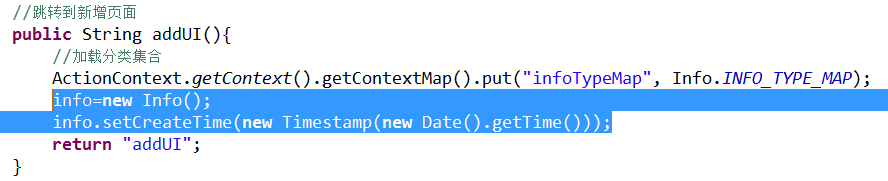 //跳转到新增页面
public String addUI(){
//加载分类集合
ActionContext.getContext().getContextMap().put("infoTypeMap", Info.INFO_TYPE_MAP);
info=new Info();
info.setCreateTime(new Timestamp(new Date().getTime()));
return "addUI";
}